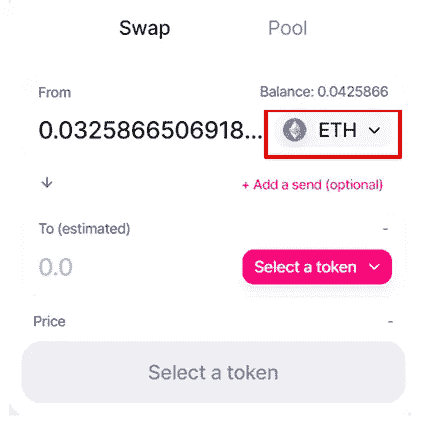 Swap Pool
From Balance: 0.0425866
0.0325866506918... ETH
+ Add a send (optional)
To (estimated) -
0.0 Select a token
Price -
Select a token